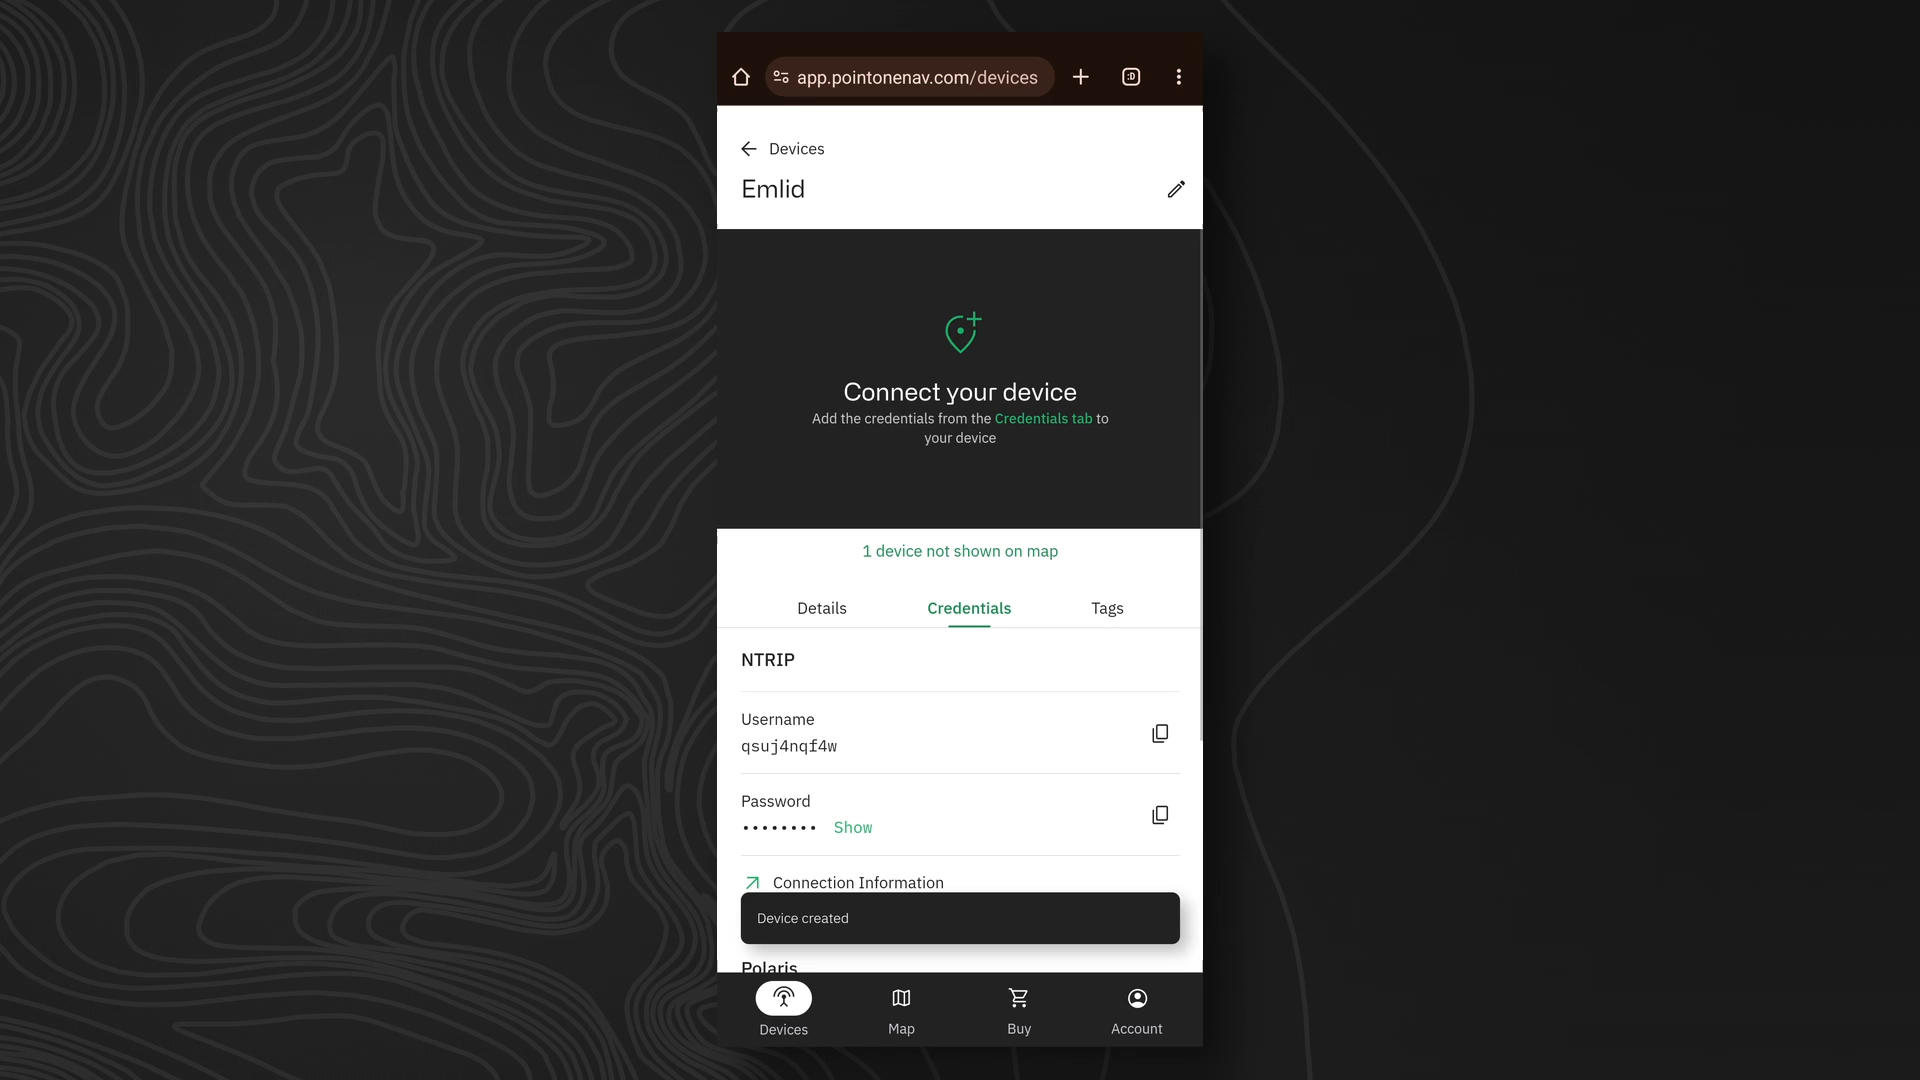 app.pointonenav.com/devices
:D
Devices
Emlid
Connect your device
Add the credentials from the Credentials tab to
your device
1 device not shown on map
Details Credentials Tags
NTRIP
Username
qsuj4nqf4w
Password
•••••••• Show
Connection Information
Device created
Polaris
Devices Map Buy Account